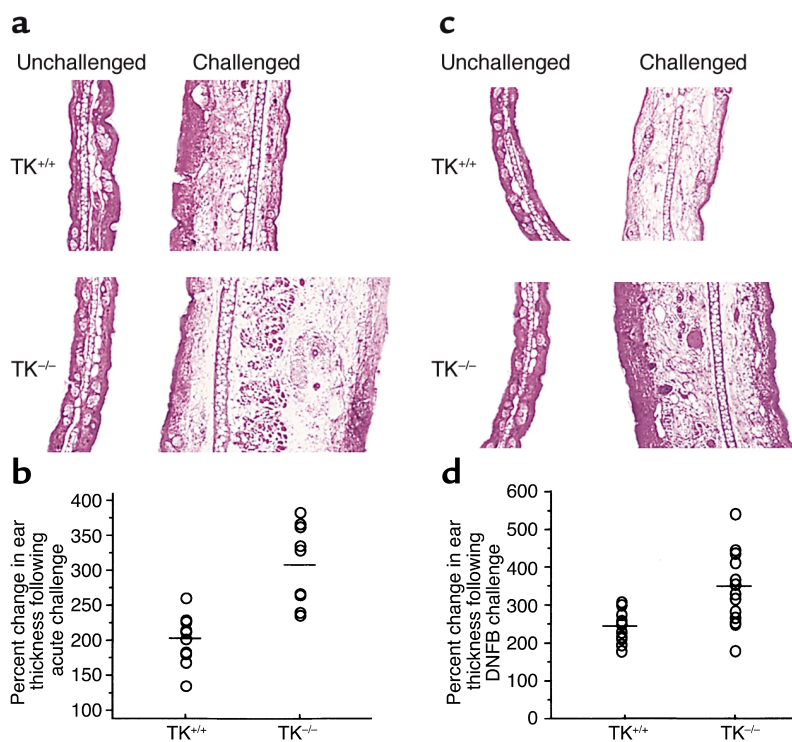 a
Unchallenged Challenged
TK+/+
TK−/−
b
Percent change in ear
thickness following
acute challenge
400
350
300
250
200
150
100
TK+/+ TK−/−
c
Unchallenged Challenged
TK+/+
TK−/−
d
Percent change in ear
thickness following
DNFB challenge
600
500
400
300
200
100
0
TK+/+ TK−/−